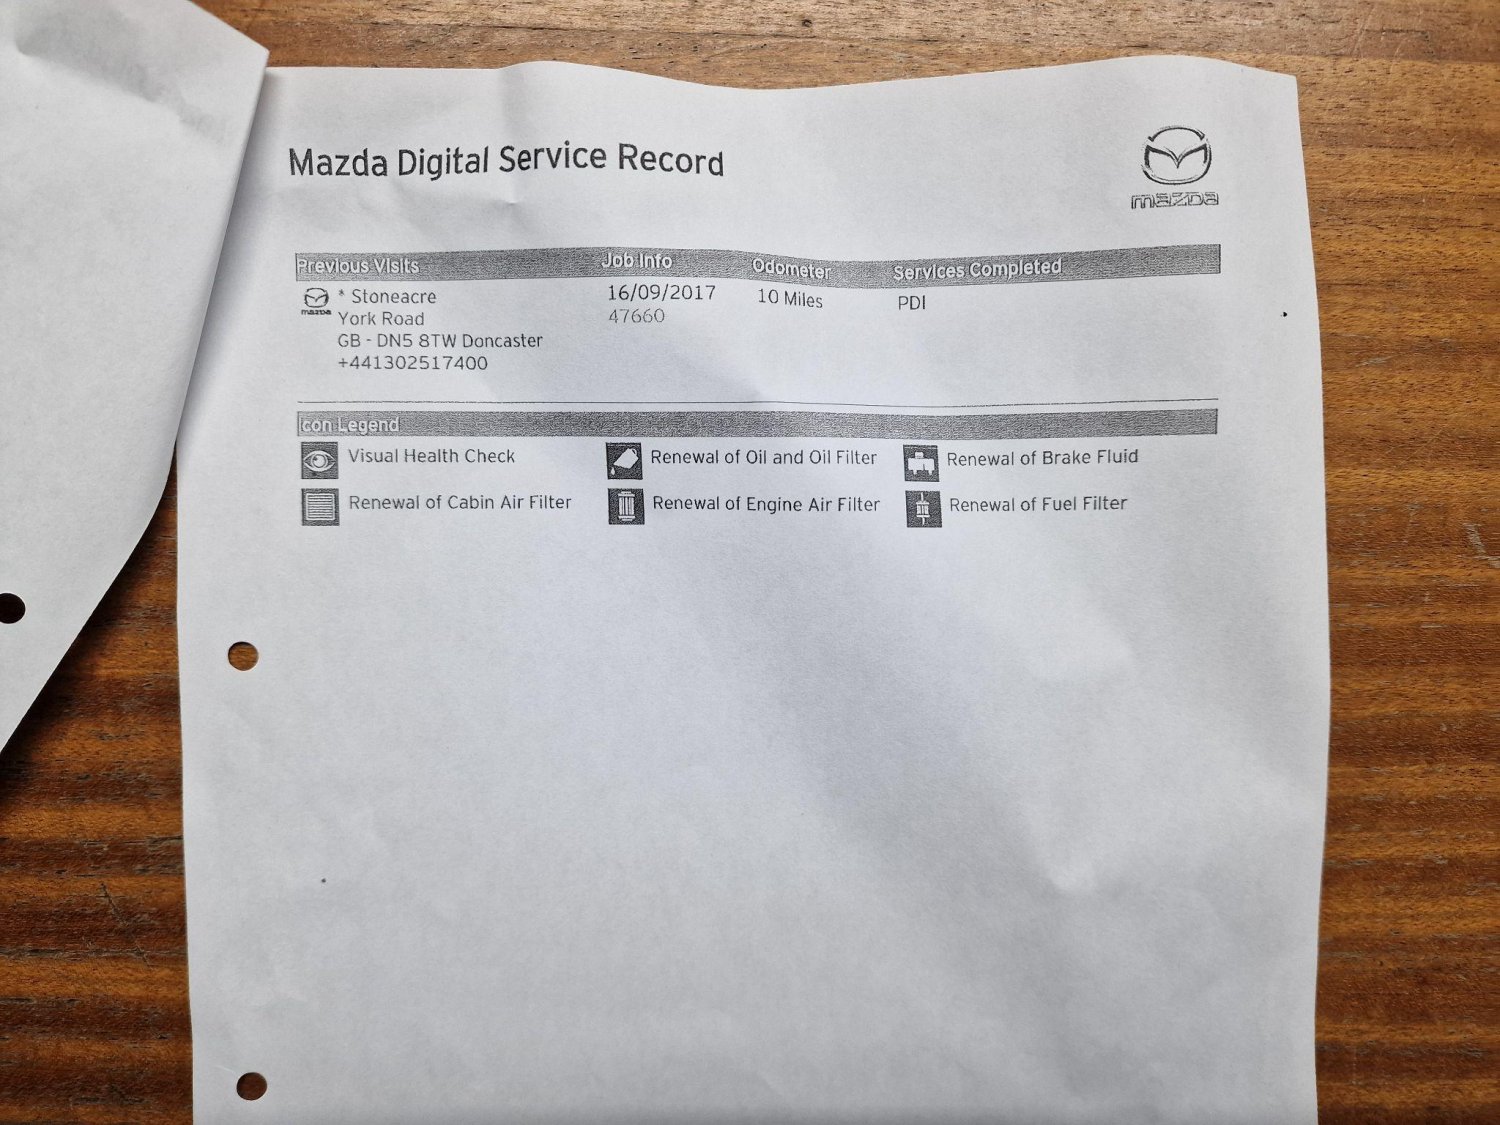 Mazda Digital Service Record
mazda
Previous Visits Job Info Odometer Services Completed
* Stoneacre 16/09/2017 10 Miles PDI
mazda York Road 47660
GB - DN5 8TW Doncaster
+441302517400
Icon Legend
Visual Health Check Renewal of Oil and Oil Filter Renewal of Brake Fluid
Renewal of Cabin Air Filter Renewal of Engine Air Filter Renewal of Fuel Filter